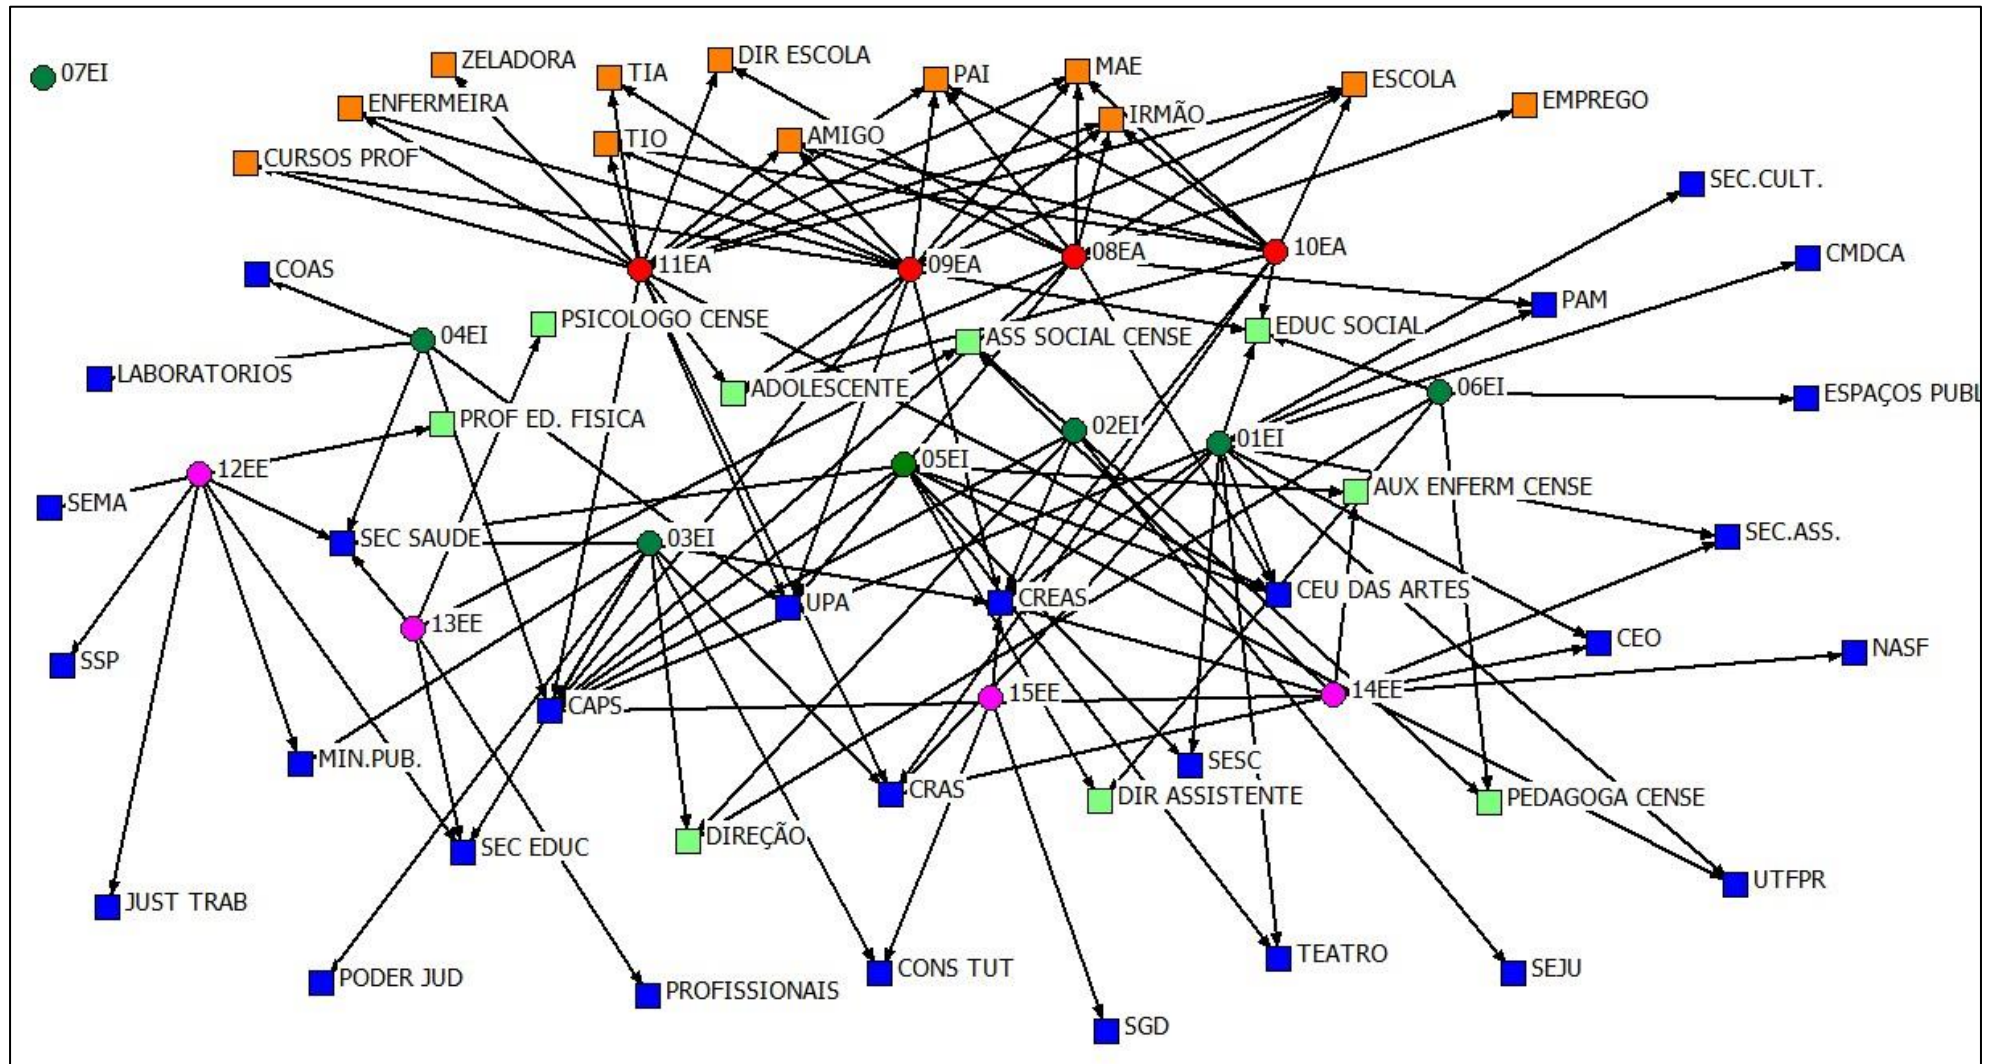 07EI
ZELADORA
TIA
DIR ESCOLA
PAI
MAE
ESCOLA
EMPREGO
ENFERMEIRA
TIO
AMIGO
IRMÃO
CURSOS PROF
SEC.CULT.
COAS
11EA
09EA
08EA
10EA
CMDCA
PAM
04EI
PSICOLOGO CENSE
ASS SOCIAL CENSE
EDUC SOCIAL
LABORATORIOS
ADOLESCENTE
06EI
ESPAÇOS PUBL
PROF ED. FISICA
02EI
01EI
12EE
05EI
AUX ENFERM CENSE
SEMA
SEC SAUDE
03EI
SEC.ASS.
UPA
CREAS
CEU DAS ARTES
13EE
CEO
NASF
SSP
CAPS
15EE
14EE
MIN.PUB.
CRAS
SESC
DIR ASSISTENTE
PEDAGOGA CENSE
DIREÇÃO
SEC EDUC
UTFPR
JUST TRAB
PODER JUD
PROFISSIONAIS
CONS TUT
TEATRO
SEJU
SGD